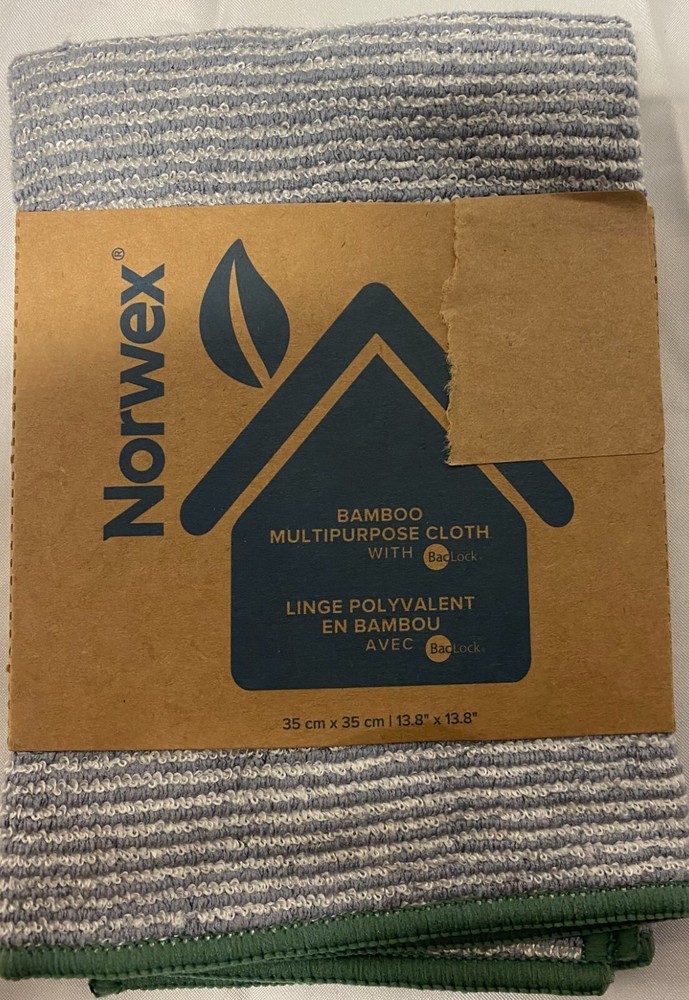 Norwex®
BAMBOO
MULTIPURPOSE CLOTH
WITH BacLock®
LINGE POLYVALENT
EN BAMBOU
AVEC BacLock®
35 cm x 35 cm | 13.8" x 13.8"